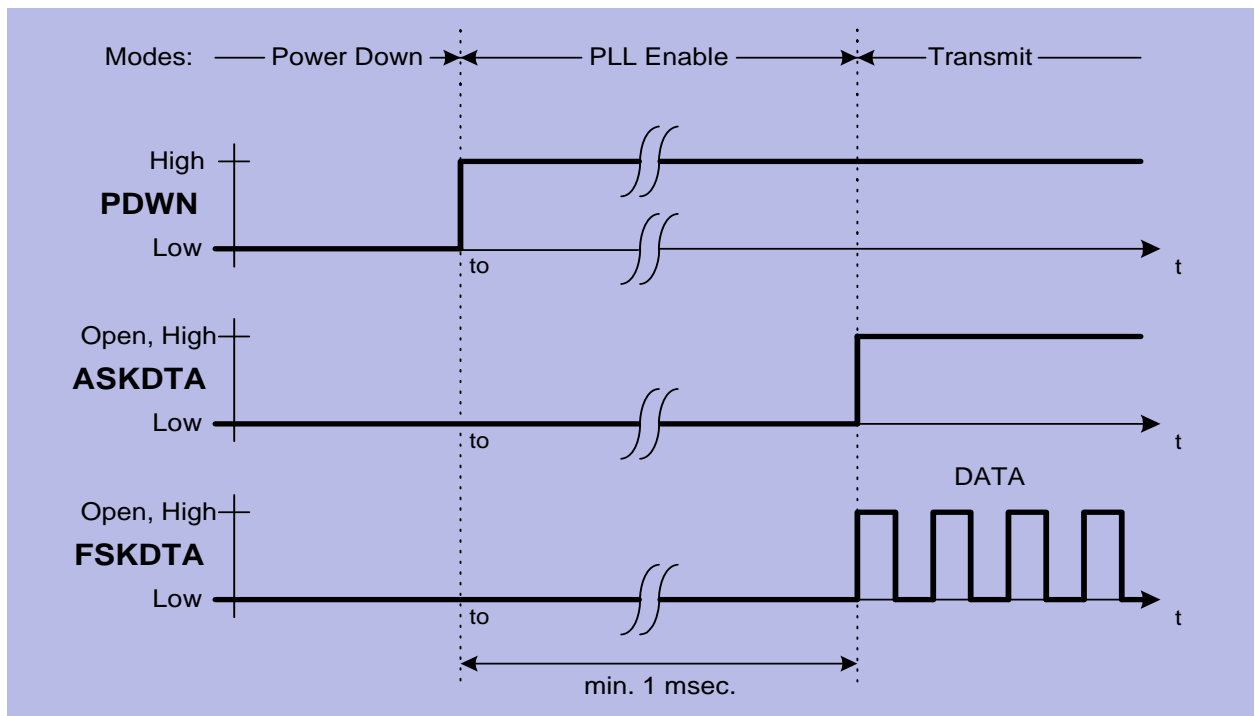 Modes: Power Down PLL Enable Transmit
High
PDWN
Low
to
t
Open, High
ASKDTA
Low
to
t
DATA
Open, High
FSKDTA
Low
to
t
min. 1 msec.